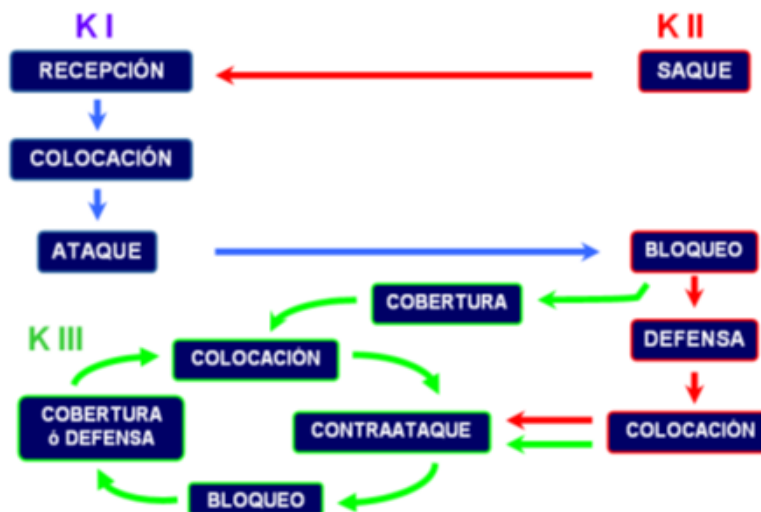 K I
K II
RECEPCIÓN
SAQUE
COLOCACIÓN
ATAQUE
BLOQUEO
COBERTURA
DEFENSA
K III
COLOCACIÓN
COBERTURA
ó DEFENSA
CONTRAATAQUE
COLOCACIÓN
BLOQUEO